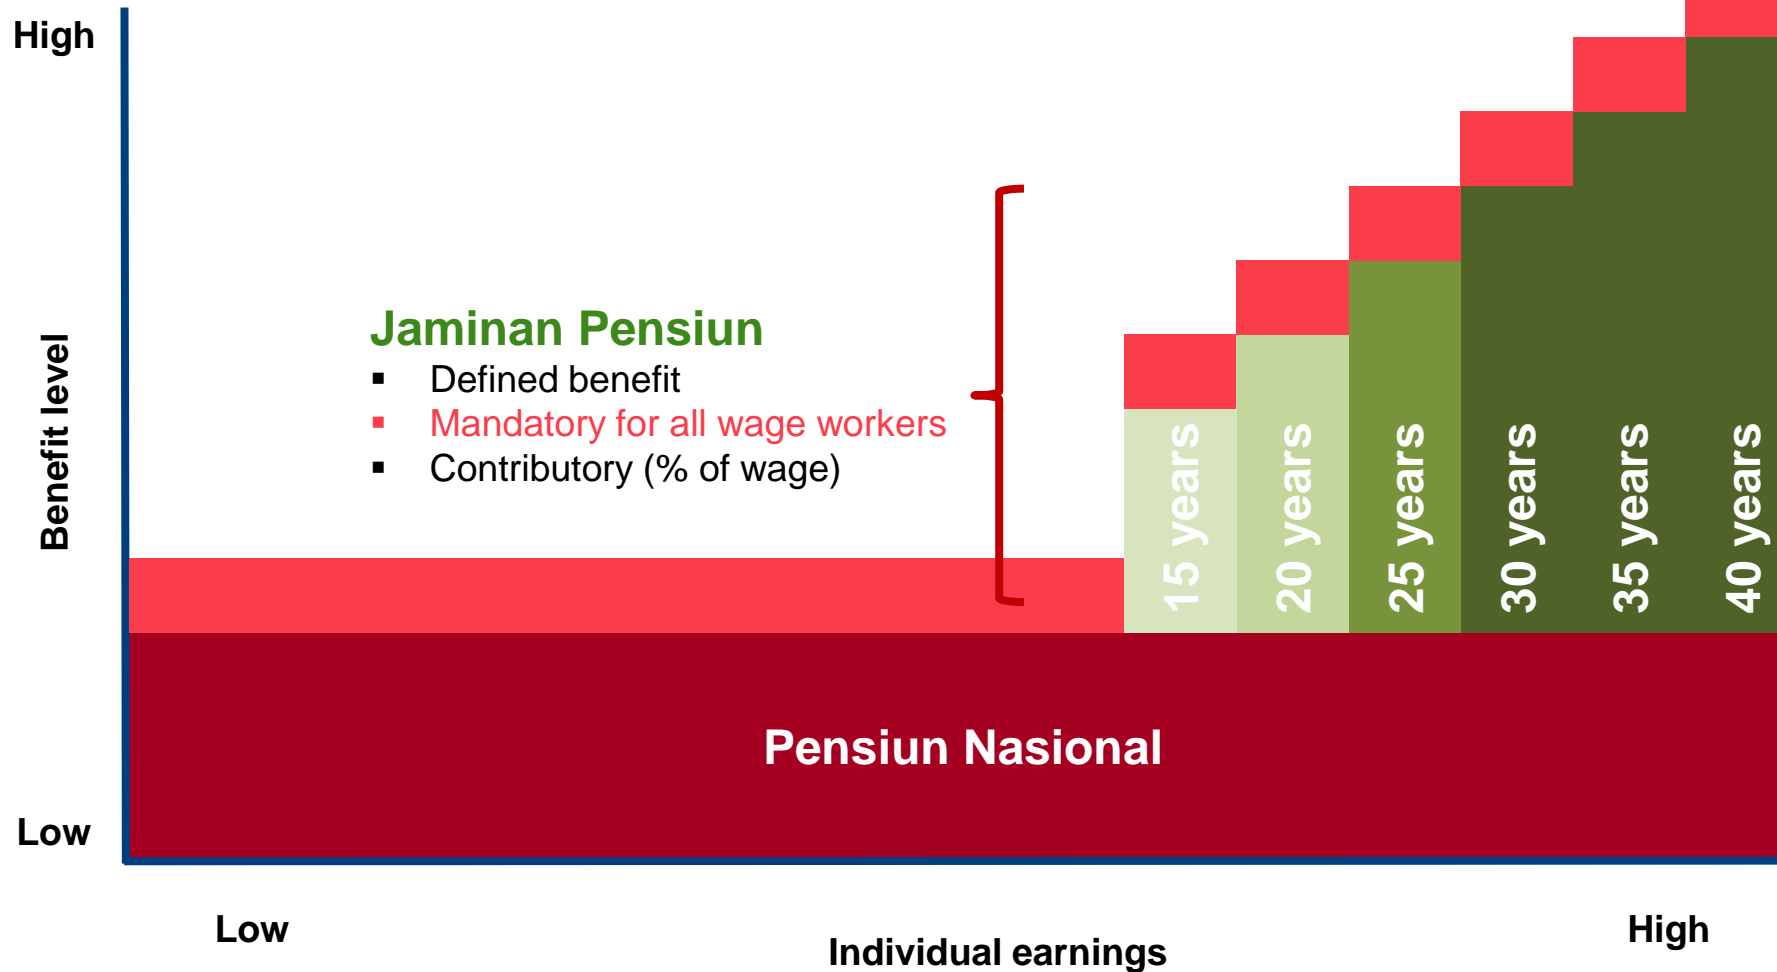 High
Benefit level
Jaminan Pensiun
▪ Defined benefit
▪ Mandatory for all wage workers
▪ Contributory (% of wage)
15 years
20 years
25 years
30 years
35 years
40 years
Pensiun Nasional
Low
Low
High
Individual earnings